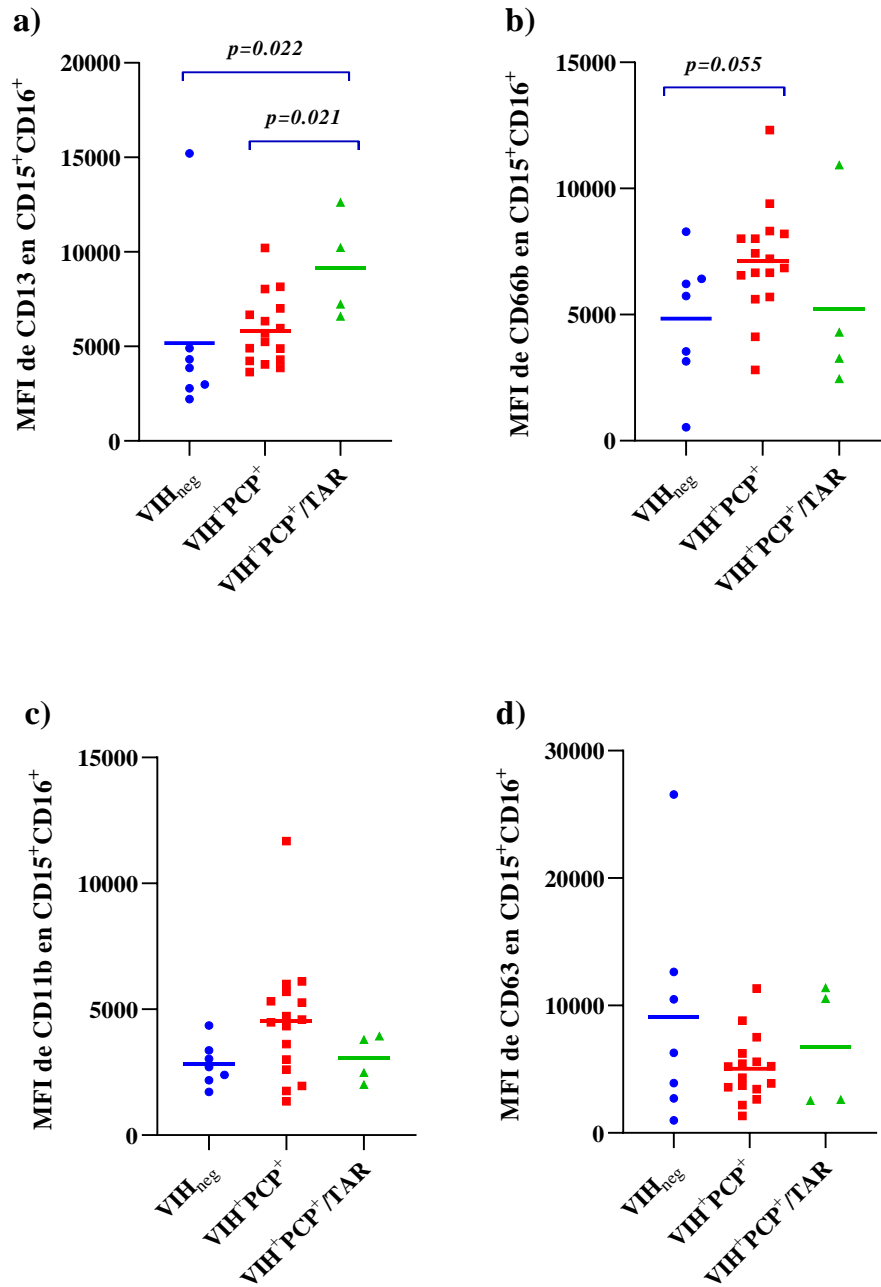 a)
MFI de CD13 en CD15⁺CD16⁺
20000
15000
10000
5000
0
p=0.022
p=0.021
VIHneg
VIH⁺PCP⁺
VIH⁺PCP⁺/TAR
b)
MFI de CD66b en CD15⁺CD16⁺
15000
10000
5000
0
p=0.055
VIHneg
VIH⁺PCP⁺
VIH⁺PCP⁺/TAR
c)
MFI de CD11b en CD15⁺CD16⁺
15000
10000
5000
0
VIHneg
VIH⁺PCP⁺
VIH⁺PCP⁺/TAR
d)
MFI de CD63 en CD15⁺CD16⁺
30000
20000
10000
0
VIHneg
VIH⁺PCP⁺
VIH⁺PCP⁺/TAR